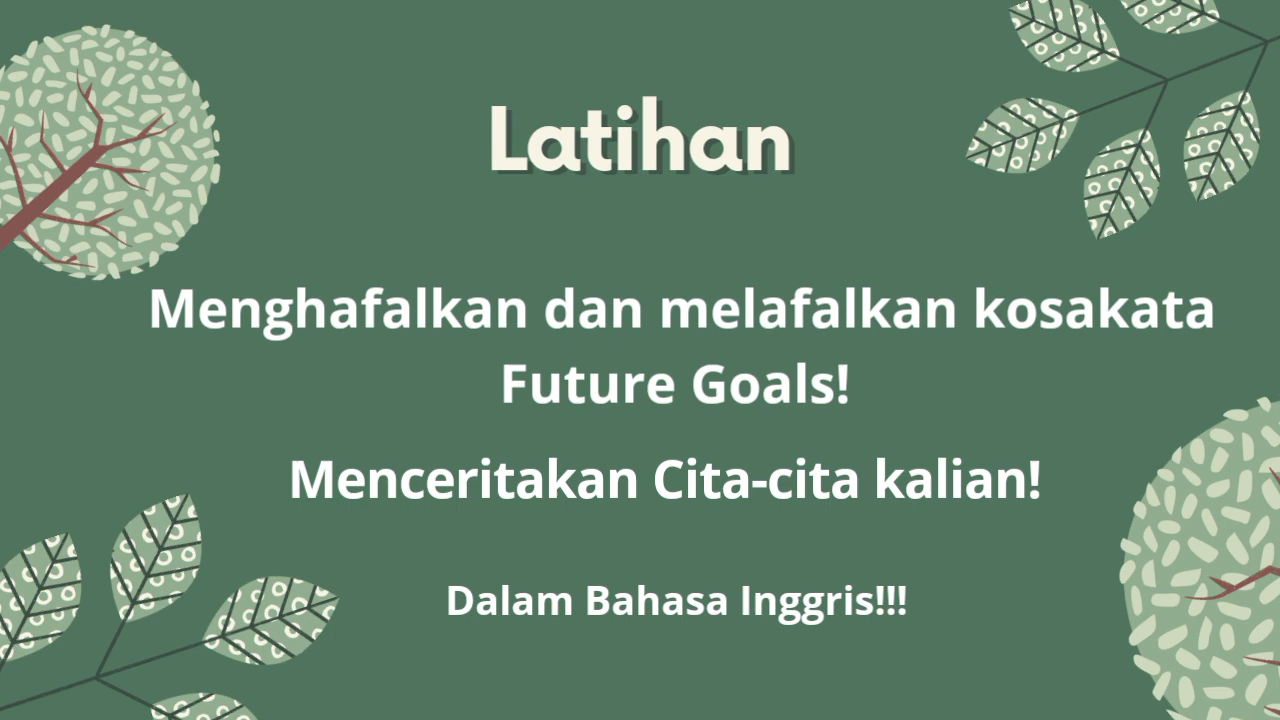 Latihan
Menghafalkan dan melafalkan kosakata
Future Goals!
Menceritakan Cita-cita kalian!
Dalam Bahasa Inggris!!!